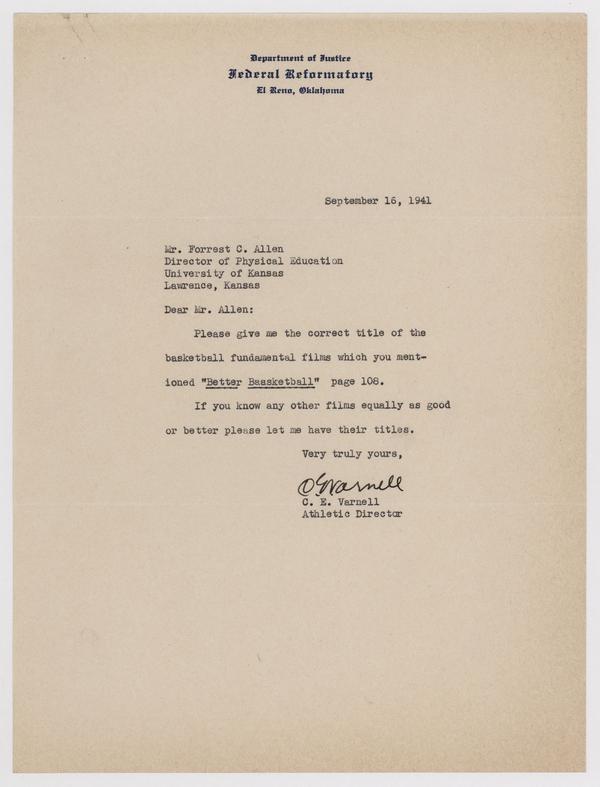 Department of Justice
Federal Reformatory
El Reno, Oklahoma
September 16, 1941
Mr. Forrest C. Allen
Director of Physical Education
University of Kansas
Lawrence, Kansas
Dear Mr. Allen:
Please give me the correct title of the
basketball fundamental films which you ment-
ioned "Better Bassketball" page 108.
If you know any other films equally as good
or better please let me have their titles.
Very truly yours,
C E Varnell
C. E. Varnell
Athletic Director